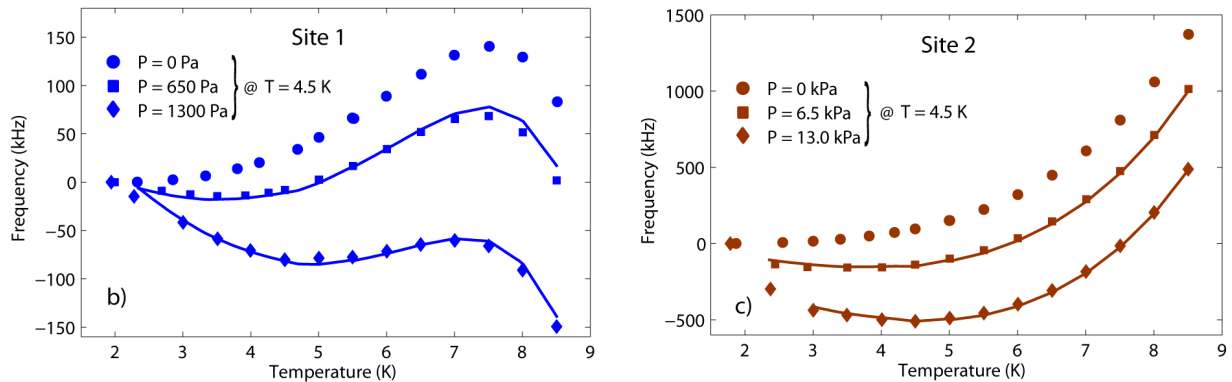 Site 1
P = 0 Pa
P = 650 Pa
P = 1300 Pa
@ T = 4.5 K
150
100
50
0
−50
−100
−150
Frequency (kHz)
b)
2 3 4 5 6 7 8 9
Temperature (K)
Site 2
P = 0 kPa
P = 6.5 kPa
P = 13.0 kPa
@ T = 4.5 K
1500
1000
500
0
−500
Frequency (kHz)
c)
2 3 4 5 6 7 8 9
Temperature (K)